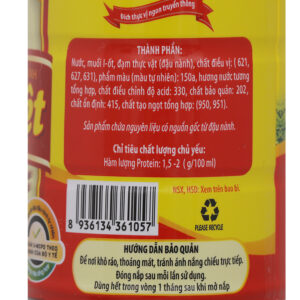 Đích thực vị ngon truyền thống
THÀNH PHẦN:
Nước, muối I-ốt, đạm thực vật (đậu nành), chất điều vị: ( 621,
627, 631), phẩm màu (màu tự nhiên): 150a, hương nước tương
tổng hợp, chất điều chỉnh độ acid: 330, chất bảo quản: 202,
chất ổn định: 415, chất tạo ngọt tổng hợp: (950, 951).
Sản phẩm chứa nguyên liệu có nguồn gốc từ đậu nành.
Chỉ tiêu chất lượng chủ yếu:
Hàm lượng Protein: 1,5 -2 ( g/100 ml)
8 936134 361057
NSX, HSD: Xem trên bao bì.
PLEASE RECYCLE
HƯỚNG DẪN BẢO QUẢN
Để nơi khô ráo, thoáng mát, tránh ánh nắng chiếu trực tiếp.
Đóng nắp sau mỗi lần sử dụng.
Dùng hết trong vòng 1 tháng sau khi mở nắp